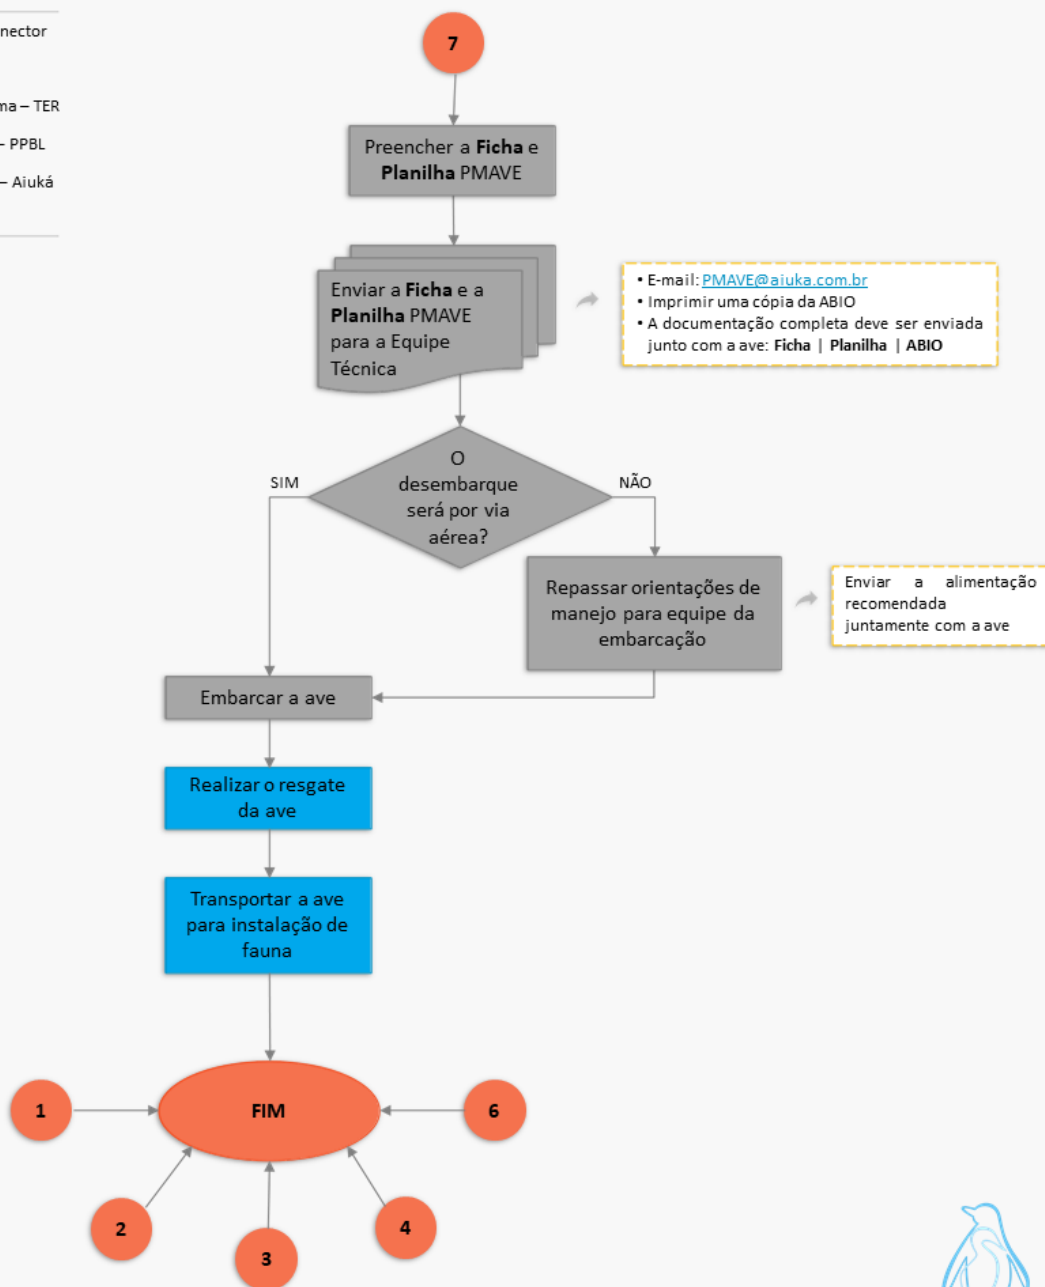 nector
ma – TER
– PPBL
– Aiuká
7
Preencher a Ficha e
Planilha PMAVE
Enviar a Ficha e a
Planilha PMAVE
para a Equipe
Técnica
• E-mail: PMAVE@aiuka.com.br
• Imprimir uma cópia da ABIO
• A documentação completa deve ser enviada
junto com a ave: Ficha | Planilha | ABIO
O
desembarque
será por via
aérea?
SIM
NÃO
Repassar orientações de
manejo para equipe da
embarcação
Enviar a alimentação
recomendada
juntamente com a ave
Embarcar a ave
Realizar o resgate
da ave
Transportar a ave
para instalação de
fauna
1
FIM
6
2
4
3